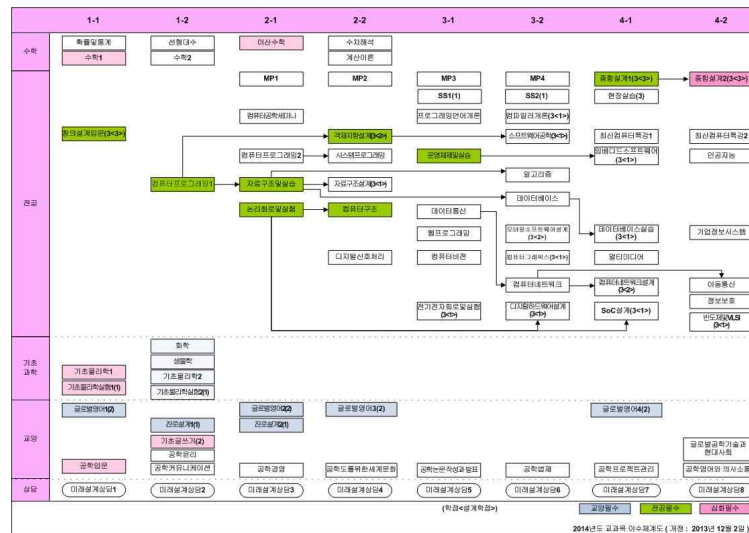 1-1 1-2 2-1 2-2 3-1 3-2 4-1 4-2
수학
확률및통계 선형대수 이산수학 수치해석
수학1 수학2 계산이론
전공
MP1 MP2 MP3 MP4 종합설계1(3<3>) 종합설계2(3<3>)
SS1(1) SS2(1) 현장실습(3)
컴퓨터공학세미나 프로그래밍언어개론 컴파일러개론(3<1>)
창의설계입문(3<3>) 객체지향설계(3<2>) 소프트웨어공학(3<1>) 최신컴퓨터특강1 최신컴퓨터특강2
컴퓨터프로그래밍2 시스템프로그래밍 운영체제및실습 임베디드소프트웨어(3<1>) 인공지능
알고리즘
컴퓨터프로그래밍1 자료구조및실습 자료구조설계(3<1>)
데이터베이스
논리회로및실험 컴퓨터구조 데이터통신
웹프로그래밍 모바일소프트웨어설계(3<2>) 데이터베이스실습(3<1>) 기업정보시스템
디지털신호처리 컴퓨터비젼 컴퓨터그래픽스(3<1>) 멀티미디어
컴퓨터네트워크 컴퓨터네트워크설계(3<2>) 이동통신
정보보호
전기전자회로및실험(3<1>) 디지털하드웨어설계(3<1>) SoC설계(3<1>) 반도체및VLSI(3<1>)
기초
과학
화학
생물학
기초물리학1 기초물리학2
기초물리학실험1(1) 기초물리학실험2(1)
교양
글로벌영어1(2) 글로벌영어2(2) 글로벌영어3(2) 글로벌영어4(2)
진로설계1(1) 진로설계2(1)
기초글쓰기(2)
공학윤리 글로벌공학기술과
현대사회
공학입문 공학커뮤니케이션 공학경영 공학도를위한세계문화 공학논문작성과 발표 공학법제 공학프로젝트관리 공학영어와 의사소통
상담
미래설계상담1 미래설계상담2 미래설계상담3 미래설계상담4 미래설계상담5 미래설계상담6 미래설계상담7 미래설계상담8
(학점<설계학점>) 교양필수 전공필수 심화필수
2014년도 교과목 이수체계도 ( 개정 : 2013년 12월 2일 )